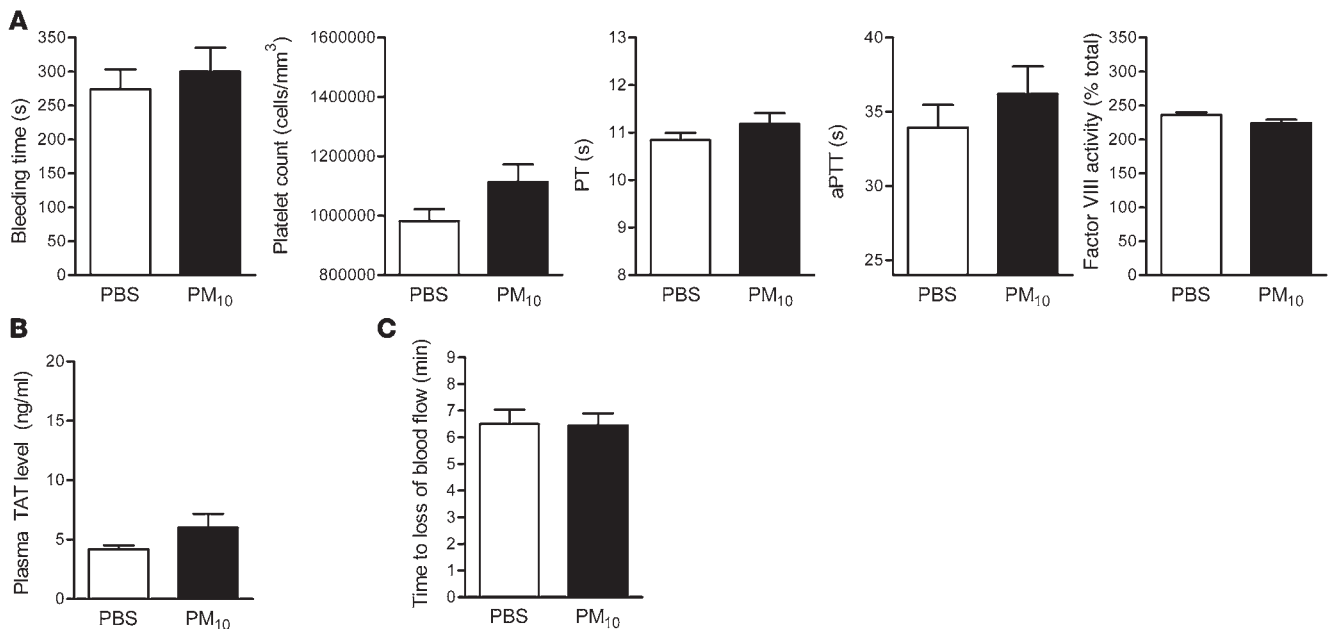 A
Bleeding time (s)
350
300
250
200
150
100
50
0
PBS
PM10
Platelet count (cells/mm3)
1600000
1400000
1200000
1000000
800000
PBS
PM10
PT (s)
13
12
11
10
9
8
PBS
PM10
aPTT (s)
40
35
30
25
PBS
PM10
Factor VIII activity (% total)
350
300
250
200
150
100
50
0
PBS
PM10
B
Plasma TAT level (ng/ml)
20
15
10
5
0
PBS
PM10
C
Time to loss of blood flow (min)
9
8
7
6
5
4
3
2
1
0
PBS
PM10